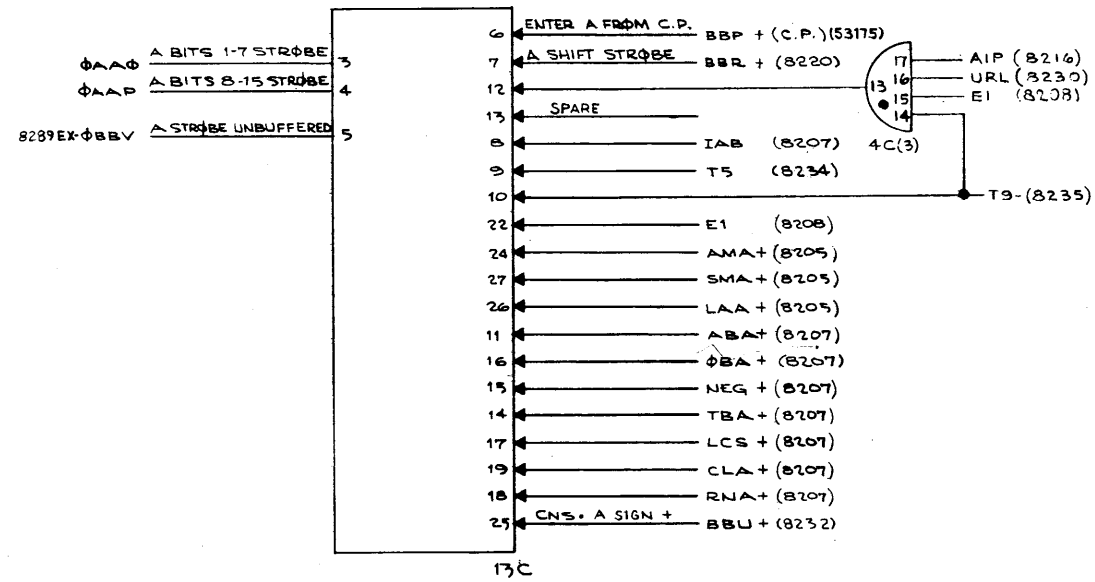 6 ENTER A FRØM C.P. BBP + (C.P.)(53175)
ØAAØ A BITS 1-7 STRØBE 3
7 A SHIFT STRØBE BBR + (8220)
17 AIP (8216)
ØAAP A BITS 8-15 STRØBE 4
12
13 16 URL (8230)
15 E1 (8208)
13 SPARE
14
8289EX-ØBBV A STRØBE UNBUFFERED 5
8 IAB (8207)
4C(3)
9 T5 (8234)
10 T9-(8235)
22 E1 (8208)
24 AMA+ (8205)
27 SMA+ (8205)
26 LAA + (8205)
11 ABA+ (8207)
16 ØBA + (8207)
15 NEG + (8207)
14 TBA + (8207)
17 LCS + (8207)
19 CLA + (8207)
18 RNA+ (8207)
25 CNS. A SIGN + BBU + (8232)
13C